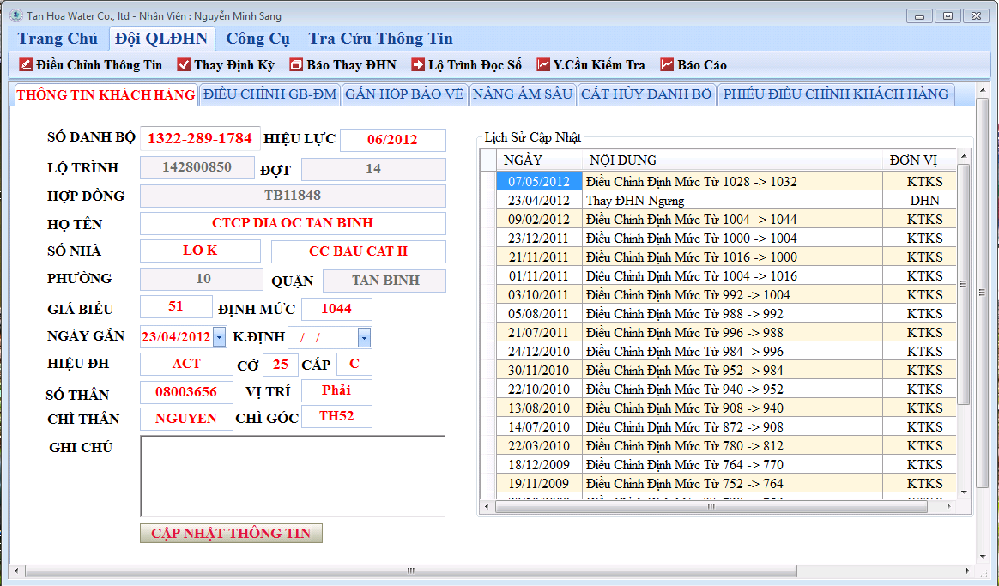 Tan Hoa Water Co., ltd - Nhân Viên : Nguyễn Minh Sang
Trang Chủ Đội QLĐHN Công Cụ Tra Cứu Thông Tin
Điều Chỉnh Thông Tin Thay Định Kỳ Báo Thay ĐHN Lộ Trình Đọc Số Y.Cầu Kiểm Tra Báo Cáo
THÔNG TIN KHÁCH HÀNG ĐIỀU CHỈNH GB-ĐM GẮN HỘP BẢO VỆ NÂNG ÂM SÂU CẮT HỦY DANH BỘ PHIẾU ĐIỀU CHỈNH KHÁCH HÀNG
SỐ DANH BỘ 1322-289-1784 HIỆU LỰC 06/2012
LỘ TRÌNH 142800850 ĐỢT 14
HỢP ĐỒNG TB11848
HỌ TÊN CTCP DIA OC TAN BINH
SỐ NHÀ LO K CC BAU CAT II
PHƯỜNG 10 QUẬN TAN BINH
GIÁ BIỂU 51 ĐỊNH MỨC 1044
NGÀY GẮN 23/04/2012 K.ĐỊNH / /
HIỆU ĐH ACT CỠ 25 CẤP C
SỐ THÂN 08003656 VỊ TRÍ Phải
CHÌ THÂN NGUYEN CHÌ GÓC TH52
GHI CHÚ
CẬP NHẬT THÔNG TIN
Lịch Sử Cập Nhật
NGÀY NỘI DUNG ĐƠN VỊ
07/05/2012 Điều Chỉnh Định Mức Từ 1028 -> 1032 KTKS
23/04/2012 Thay ĐHN Ngưng DHN
09/02/2012 Điều Chỉnh Định Mức Từ 1004 -> 1044 KTKS
23/12/2011 Điều Chỉnh Định Mức Từ 1000 -> 1004 KTKS
21/11/2011 Điều Chỉnh Định Mức Từ 1016 -> 1000 KTKS
01/11/2011 Điều Chỉnh Định Mức Từ 1004 -> 1016 KTKS
03/10/2011 Điều Chỉnh Định Mức Từ 992 -> 1004 KTKS
05/08/2011 Điều Chỉnh Định Mức Từ 988 -> 992 KTKS
21/07/2011 Điều Chỉnh Định Mức Từ 996 -> 988 KTKS
24/12/2010 Điều Chỉnh Định Mức Từ 984 -> 996 KTKS
30/11/2010 Điều Chỉnh Định Mức Từ 952 -> 984 KTKS
22/10/2010 Điều Chỉnh Định Mức Từ 940 -> 952 KTKS
13/08/2010 Điều Chỉnh Định Mức Từ 908 -> 940 KTKS
14/07/2010 Điều Chỉnh Định Mức Từ 872 -> 908 KTKS
22/03/2010 Điều Chỉnh Định Mức Từ 780 -> 812 KTKS
18/12/2009 Điều Chỉnh Định Mức Từ 764 -> 770 KTKS
19/11/2009 Điều Chỉnh Định Mức Từ 752 -> 764 KTKS